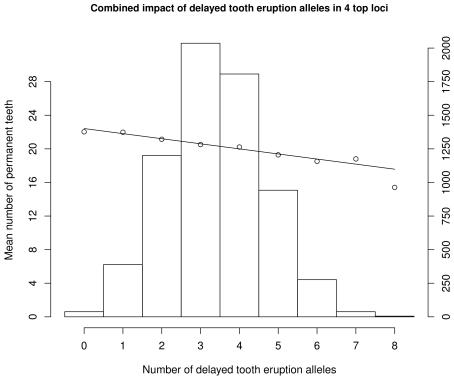 Combined impact of delayed tooth eruption alleles in 4 top loci
Mean number of permanent teeth
0 4 8 12 16 20 24 28
0 250 500 750 1000 1250 1500 1750 2000
0 1 2 3 4 5 6 7 8
Number of delayed tooth eruption alleles